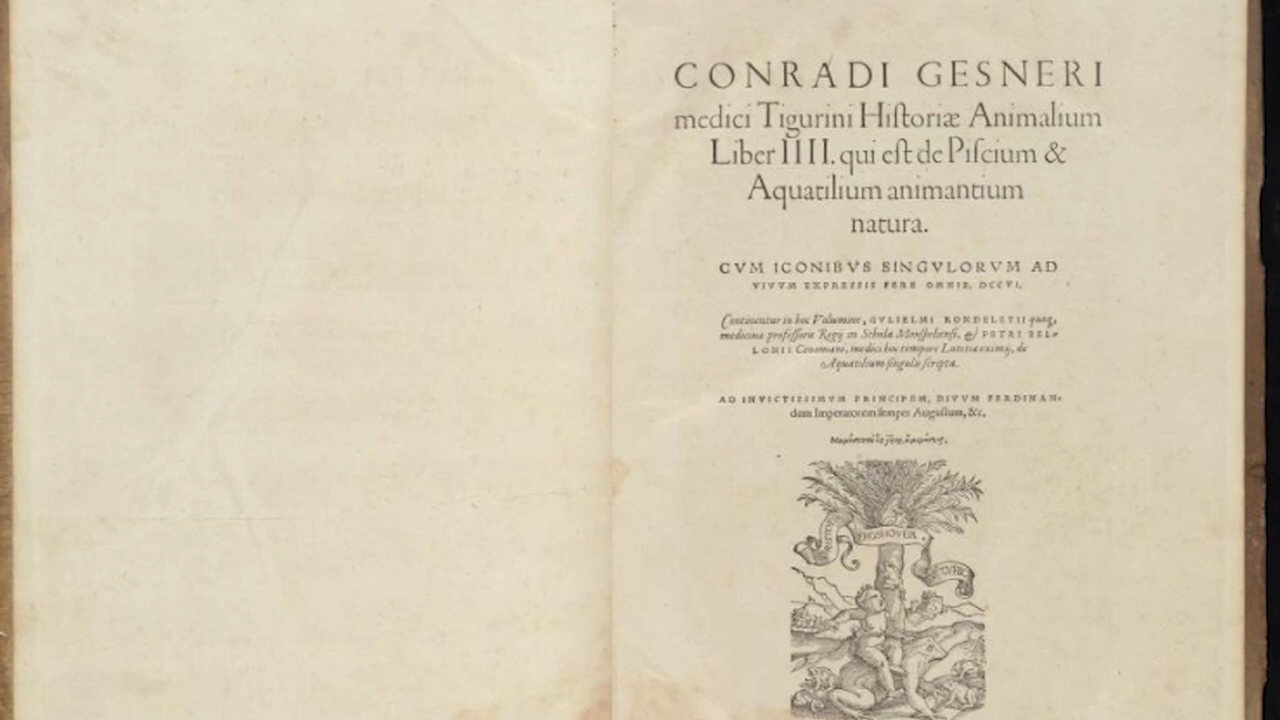 CONRADI GESNERI
medici Tigurini Hiſtoriæ Animalium
Liber IIII. qui eſt de Piſcium &
Aquatilium animantium
natura.
CVM ICONIBVS SINGVLORVM AD
VIVVM EXPRESSIS FERE OMNIB. DCCVI.
Continentur in hoc Volumine, GVLIELMI RONDELETII quoq,
medicinæ profeſſoris Regij in Schola Monſpelienſi, & PETRI BEL-
LONII Cenomani, medici hoc tempore Lutetiæ eximij, de
Aquatilium ſingulis ſcripta.
AD INVICTISSIMVM PRINCIPEM, DIVVM FERDINAN-
dum Imperatorem ſemper Auguſtum, &c.
FROSHOVER